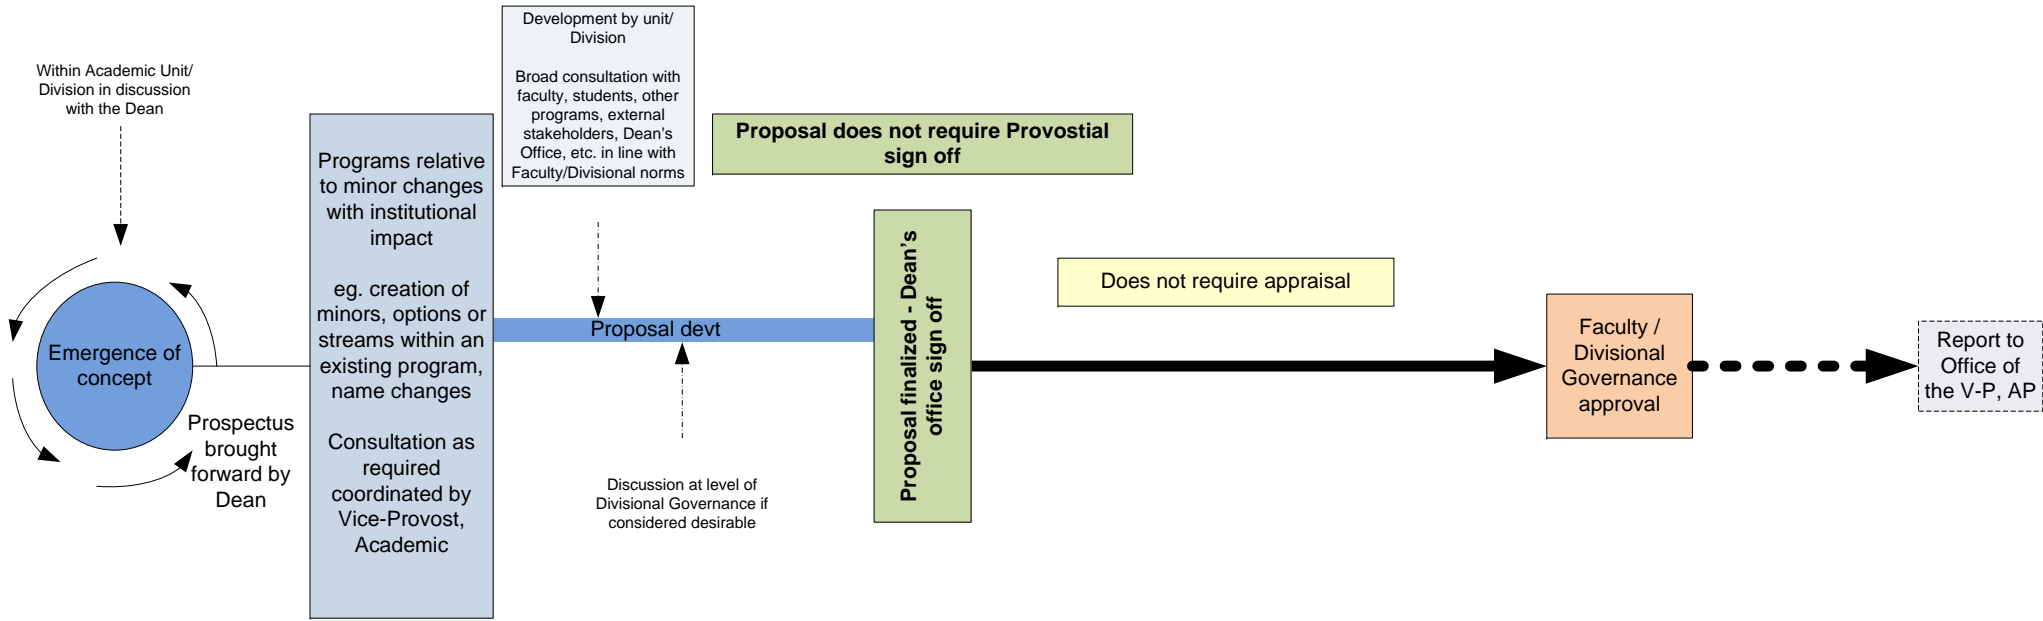 Within Academic Unit/
Division in discussion
with the Dean
Emergence of
concept
Prospectus
brought
forward by
Dean
Programs relative
to minor changes
with institutional
impact
eg. creation of
minors, options or
streams within an
existing program,
name changes
Consultation as
required
coordinated by
Vice-Provost,
Academic
Development by unit/
Division
Broad consultation with
faculty, students, other
programs, external
stakeholders, Dean's
Office, etc. in line with
Faculty/Divisional norms
Proposal devt
Discussion at level of
Divisional Governance if
considered desirable
Proposal does not require Provostial
sign off
Proposal finalized - Dean's
office sign off
Does not require appraisal
Faculty /
Divisional
Governance
approval
Report to
Office of
the V-P, AP